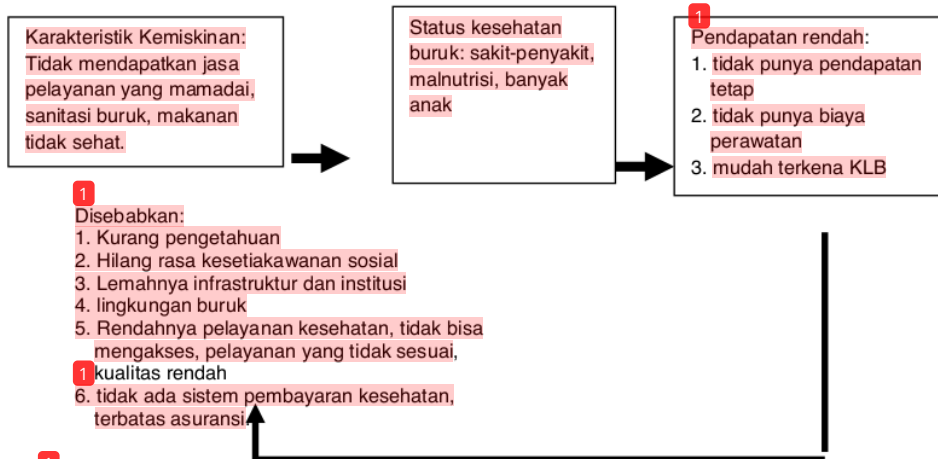 Karakteristik Kemiskinan:
Tidak mendapatkan jasa
pelayanan yang mamadai,
sanitasi buruk, makanan
tidak sehat.
Status kesehatan
buruk: sakit-penyakit,
malnutrisi, banyak
anak
1
Pendapatan rendah:
1. tidak punya pendapatan
tetap
2. tidak punya biaya
perawatan
3. mudah terkena KLB
1
Disebabkan:
1. Kurang pengetahuan
2. Hilang rasa kesetiakawanan sosial
3. Lemahnya infrastruktur dan institusi
4. lingkungan buruk
5. Rendahnya pelayanan kesehatan, tidak bisa
mengakses, pelayanan yang tidak sesuai,
1 kualitas rendah
6. tidak ada sistem pembayaran kesehatan,
terbatas asuransi.